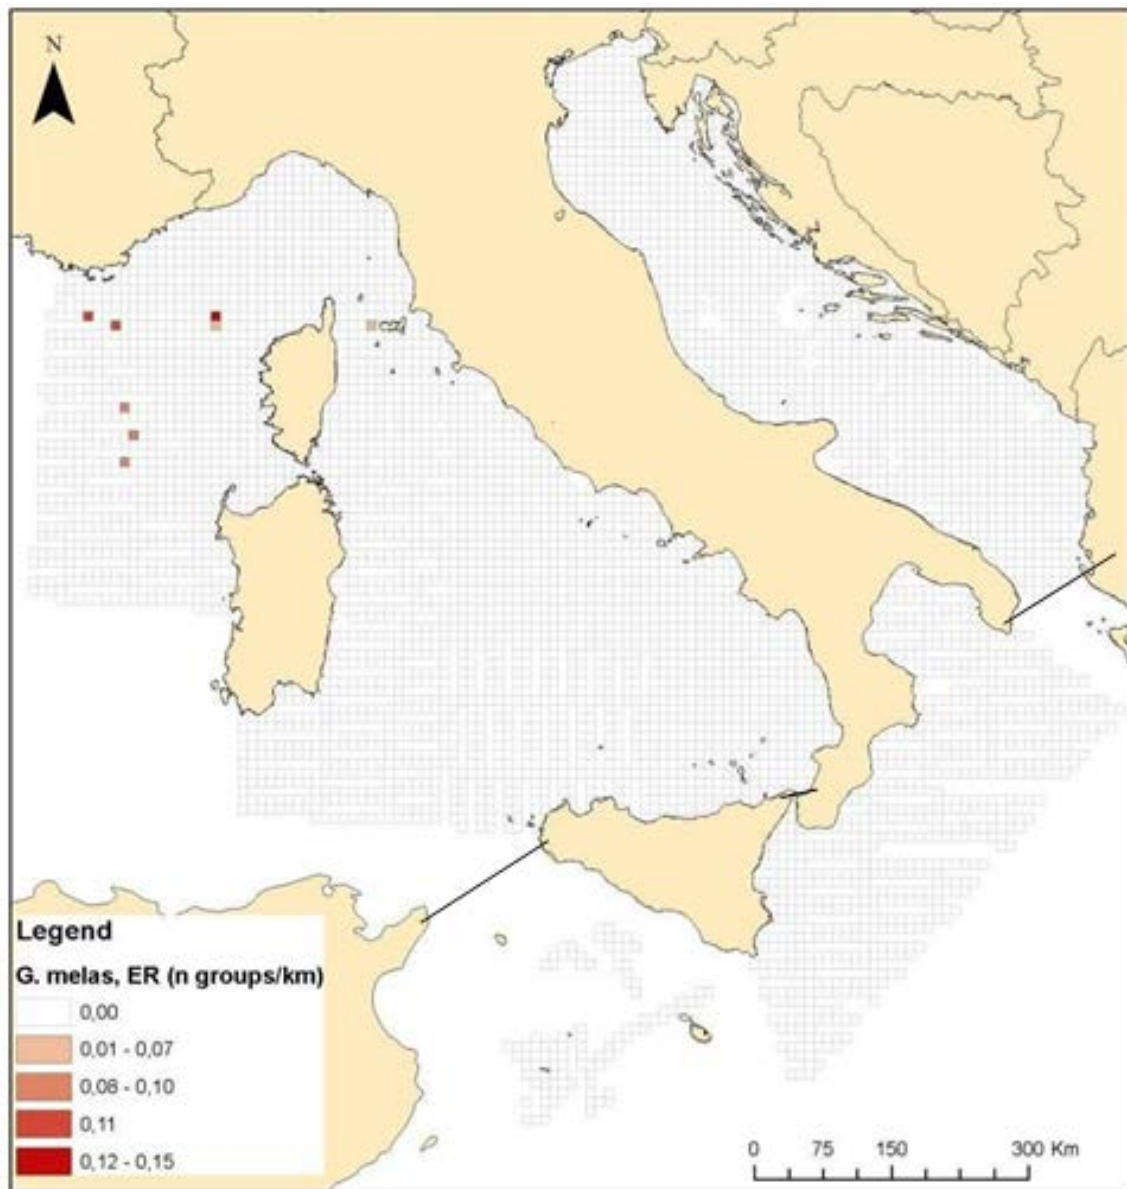 N
Legend
G. melas, ER (n groups/km)
0,00
0,01 - 0,07
0,08 - 0,10
0,11
0,12 - 0,15
0 75 150 300 Km